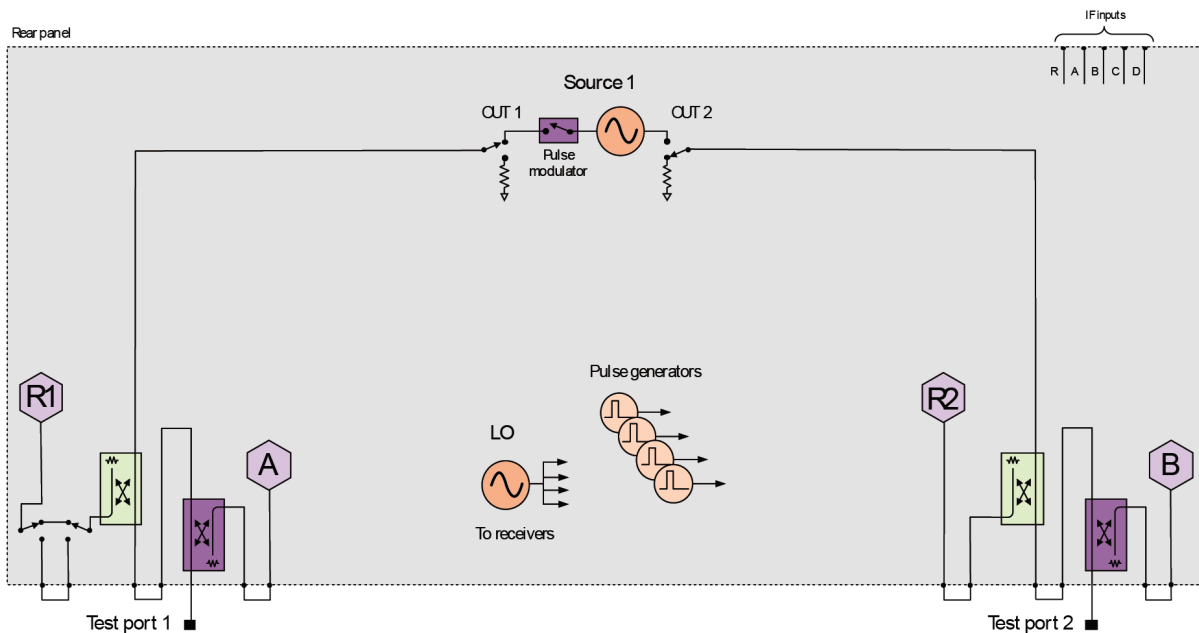 IF inputs
Rear panel
R A B C D
Source 1
OUT 1
OUT 2
Pulse
modulator
Pulse generators
R1
R2
LO
A
B
To receivers
Test port 1
Test port 2